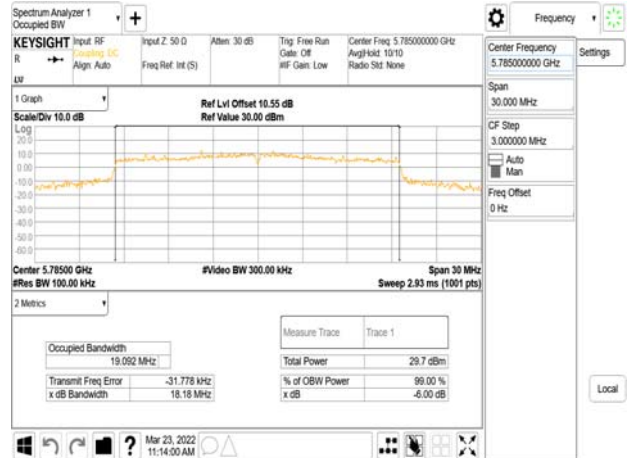 Spectrum Analyzer 1
Occupied BW
+
Frequency
KEYSIGHT
Input: RF
Coupling: DC
Align: Auto
Input Z: 50 Ω
Freq Ref: Int (S)
Atten: 30 dB
Trig: Free Run
Gate: Off
#IF Gain: Low
Center Freq: 5.785000000 GHz
Avg|Hold: 10/10
Radio Std: None
R
LXI
Center Frequency
5.785000000 GHz
Settings
Span
30.000 MHz
CF Step
3.000000 MHz
Auto
Man
Freq Offset
0 Hz
1 Graph
Scale/Div 10.0 dB
Ref Lvl Offset 10.55 dB
Ref Value 30.00 dBm
Log
20.0
10.0
0.00
-10.0
-20.0
-30.0
-40.0
-50.0
-60.0
Center 5.78500 GHz
#Res BW 100.00 kHz
#Video BW 300.00 kHz
Span 30 MHz
Sweep 2.93 ms (1001 pts)
2 Metrics
Measure Trace
Trace 1
Occupied Bandwidth
19.092 MHz
Total Power
29.7 dBm
Transmit Freq Error
-31.778 kHz
% of OBW Power
99.00 %
x dB Bandwidth
18.18 MHz
x dB
-6.00 dB
Local
?
Mar 23, 2022
11:14:00 AM